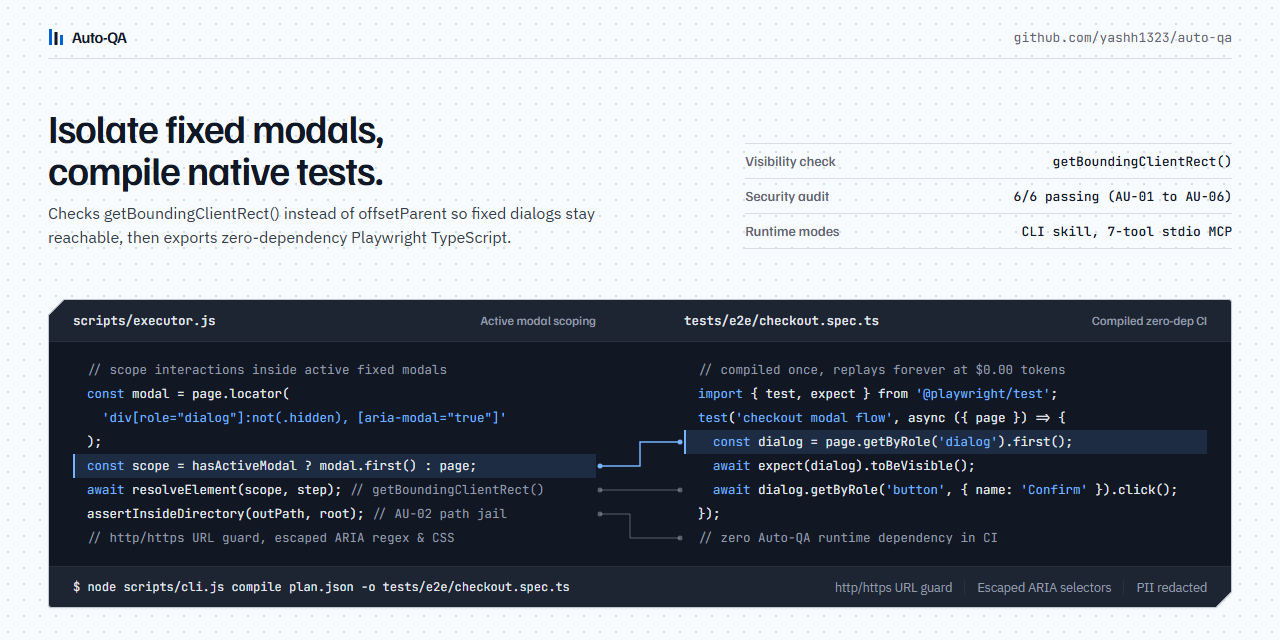 Auto-QA
github.com/yashh1323/auto-qa
Isolate fixed modals,
compile native tests.
Checks getBoundingClientRect() instead of offsetParent so fixed dialogs stay
reachable, then exports zero-dependency Playwright TypeScript.
Visibility check getBoundingClientRect()
Security audit 6/6 passing (AU-01 to AU-06)
Runtime modes CLI skill, 7-tool stdio MCP
scripts/executor.js Active modal scoping
// scope interactions inside active fixed modals
const modal = page.locator(
'div[role="dialog"]:not(.hidden), [aria-modal="true"]'
);
const scope = hasActiveModal ? modal.first() : page;
await resolveElement(scope, step); // getBoundingClientRect()
assertInsideDirectory(outPath, root); // AU-02 path jail
// http/https URL guard, escaped ARIA regex & CSS
tests/e2e/checkout.spec.ts Compiled zero-dep CI
// compiled once, replays forever at $0.00 tokens
import { test, expect } from '@playwright/test';
test('checkout modal flow', async ({ page }) => {
const dialog = page.getByRole('dialog').first();
await expect(dialog).toBeVisible();
await dialog.getByRole('button', { name: 'Confirm' }).click();
});
// zero Auto-QA runtime dependency in CI
$ node scripts/cli.js compile plan.json -o tests/e2e/checkout.spec.ts
http/https URL guard Escaped ARIA selectors PII redacted